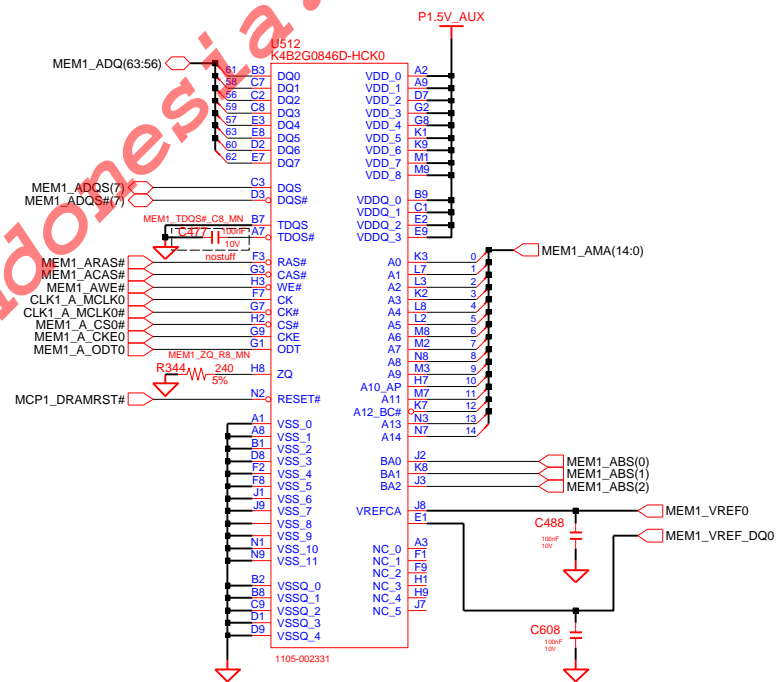 P1.5V_AUX
U512
K4B2G0846D-HCK0
MEM1_ADQ(63:56)
61 B3 DQ0
58 C7 DQ1
56 C2 DQ2
59 C8 DQ3
57 E3 DQ4
63 E8 DQ5
60 D2 DQ6
62 E7 DQ7
MEM1_ADQS(7) C3 DQS
MEM1_ADQS#(7) D3 DQS#
MEM1_TDQS#_C8_MN
B7 TDQS
C477 100nF A7 TDOS#
10V
nostuff
MEM1_ARAS# F3 RAS#
MEM1_ACAS# G3 CAS#
MEM1_AWE# H3 WE#
CLK1_A_MCLK0 F7 CK
CLK1_A_MCLK0# G7 CK#
MEM1_A_CS0# H2 CS#
MEM1_A_CKE0 G9 CKE
MEM1_A_ODT0 G1 ODT
MEM1_ZQ_R8_MN
R344 240 H8 ZQ
5%
MCP1_DRAMRST# N2 RESET#
A1 VSS_0
A8 VSS_1
B1 VSS_2
D8 VSS_3
F2 VSS_4
F8 VSS_5
J1 VSS_6
J9 VSS_7
VSS_8
VSS_9
N1 VSS_10
N9 VSS_11
B2 VSSQ_0
B8 VSSQ_1
C9 VSSQ_2
D1 VSSQ_3
D9 VSSQ_4
1105-002331
VDD_0 A2
VDD_1 A9
VDD_2 D7
VDD_3 G2
VDD_4 G8
VDD_5 K1
VDD_6 K9
VDD_7 M1
VDD_8 M9
VDDQ_0 B9
VDDQ_1 C1
VDDQ_2 E2
VDDQ_3 E9
MEM1_AMA(14:0)
A0 K3 0
A1 L7 1
A2 L3 2
A3 K2 3
A4 L8 4
A5 L2 5
A6 M8 6
A7 M2 7
A8 N8 8
A9 M3 9
A10_AP H7 10
A11 M7 11
A12_BC# K7 12
A13 N3 13
A14 N7 14
BA0 J2 MEM1_ABS(0)
BA1 K8 MEM1_ABS(1)
BA2 J3 MEM1_ABS(2)
VREFCA J8 MEM1_VREF0
E1
C488
100nF
10V
MEM1_VREF_DQ0
NC_0 A3
NC_1 F1
NC_2 F9
NC_3 H1
NC_4 H9
NC_5 J7
C608
100nF
10V
donesia.